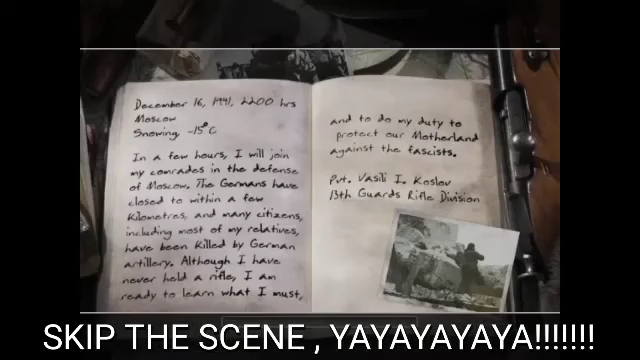 December 16, 1941, 2200 hrs
Moscow
Snowing, -15°C
In a few hours, I will join
my comrades in the defense
of Moscow. The Germans have
closed to within a few
kilometres, and many citizens,
including most of my relatives,
have been killed by German
artillery. Although I have
never held a rifle, I am
ready to learn what I must,
and to do my duty to
protect our Motherland
against the fascists.
Pvt. Vasili I. Koslov
13th Guards Rifle Division
SKIP THE SCENE , YAYAYAYAYA!!!!!!!